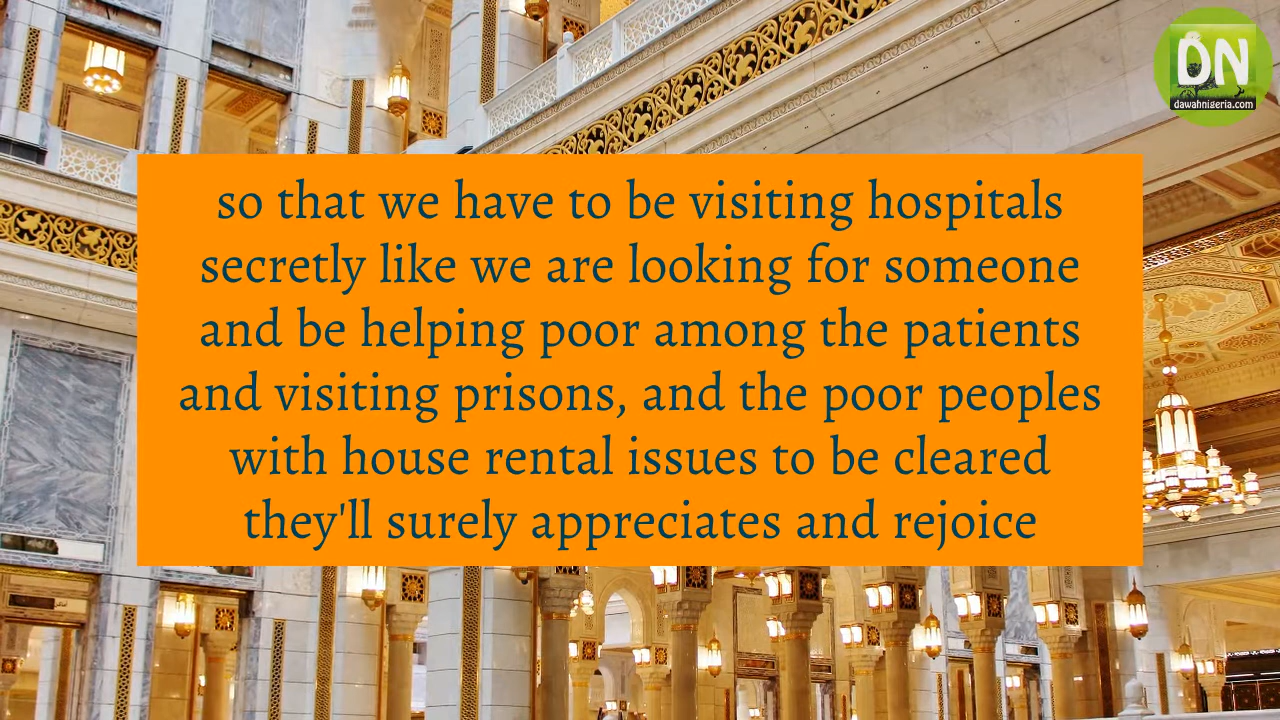 DN
dawahnigeria.com
so that we have to be visiting hospitals
secretly like we are looking for someone
and be helping poor among the patients
and visiting prisons, and the poor peoples
with house rental issues to be cleared
they'll surely appreciates and rejoice